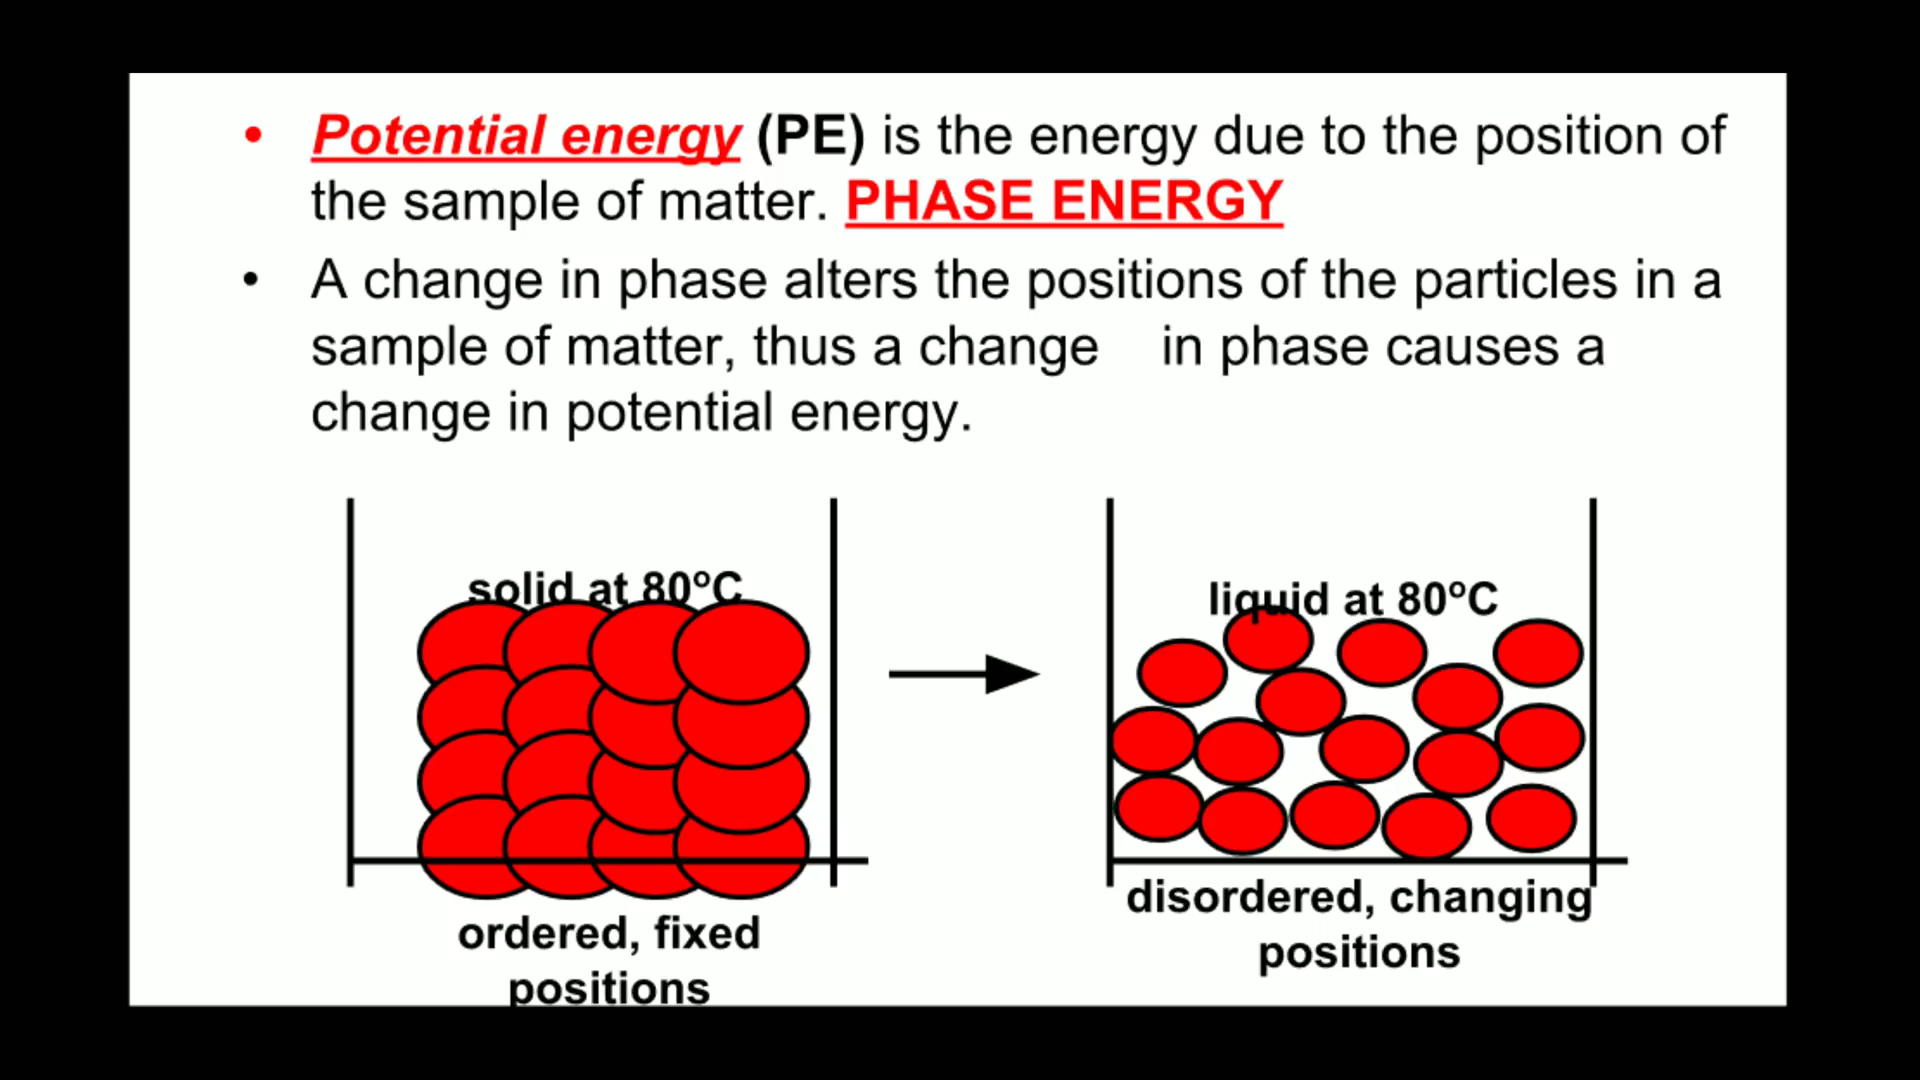 • Potential energy (PE) is the energy due to the position of
the sample of matter. PHASE ENERGY
• A change in phase alters the positions of the particles in a
sample of matter, thus a change in phase causes a
change in potential energy.
solid at 80°C
liquid at 80°C
ordered, fixed
positions
disordered, changing
positions